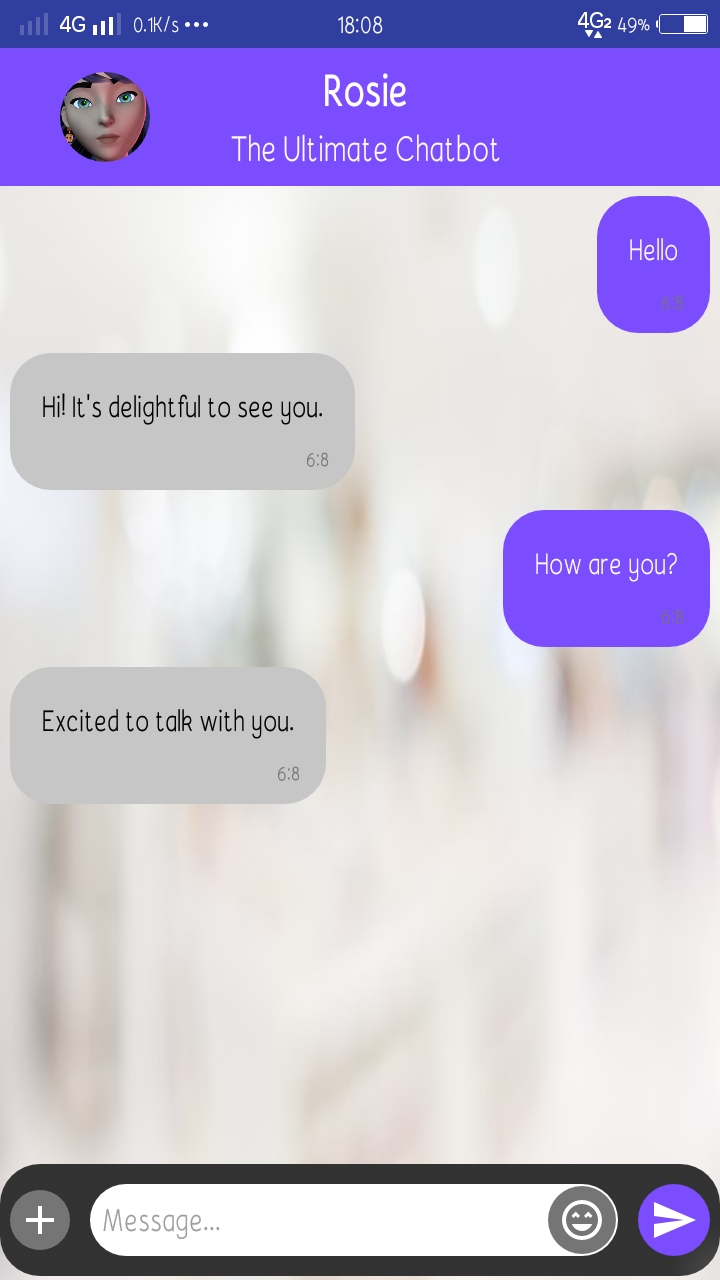 4G 0.1K/s ••• 18:08 4G2 49%
Rosie
The Ultimate Chatbot
Hello
6:8
Hi! It's delightful to see you.
6:8
How are you?
6:8
Excited to talk with you.
6:8
Message...